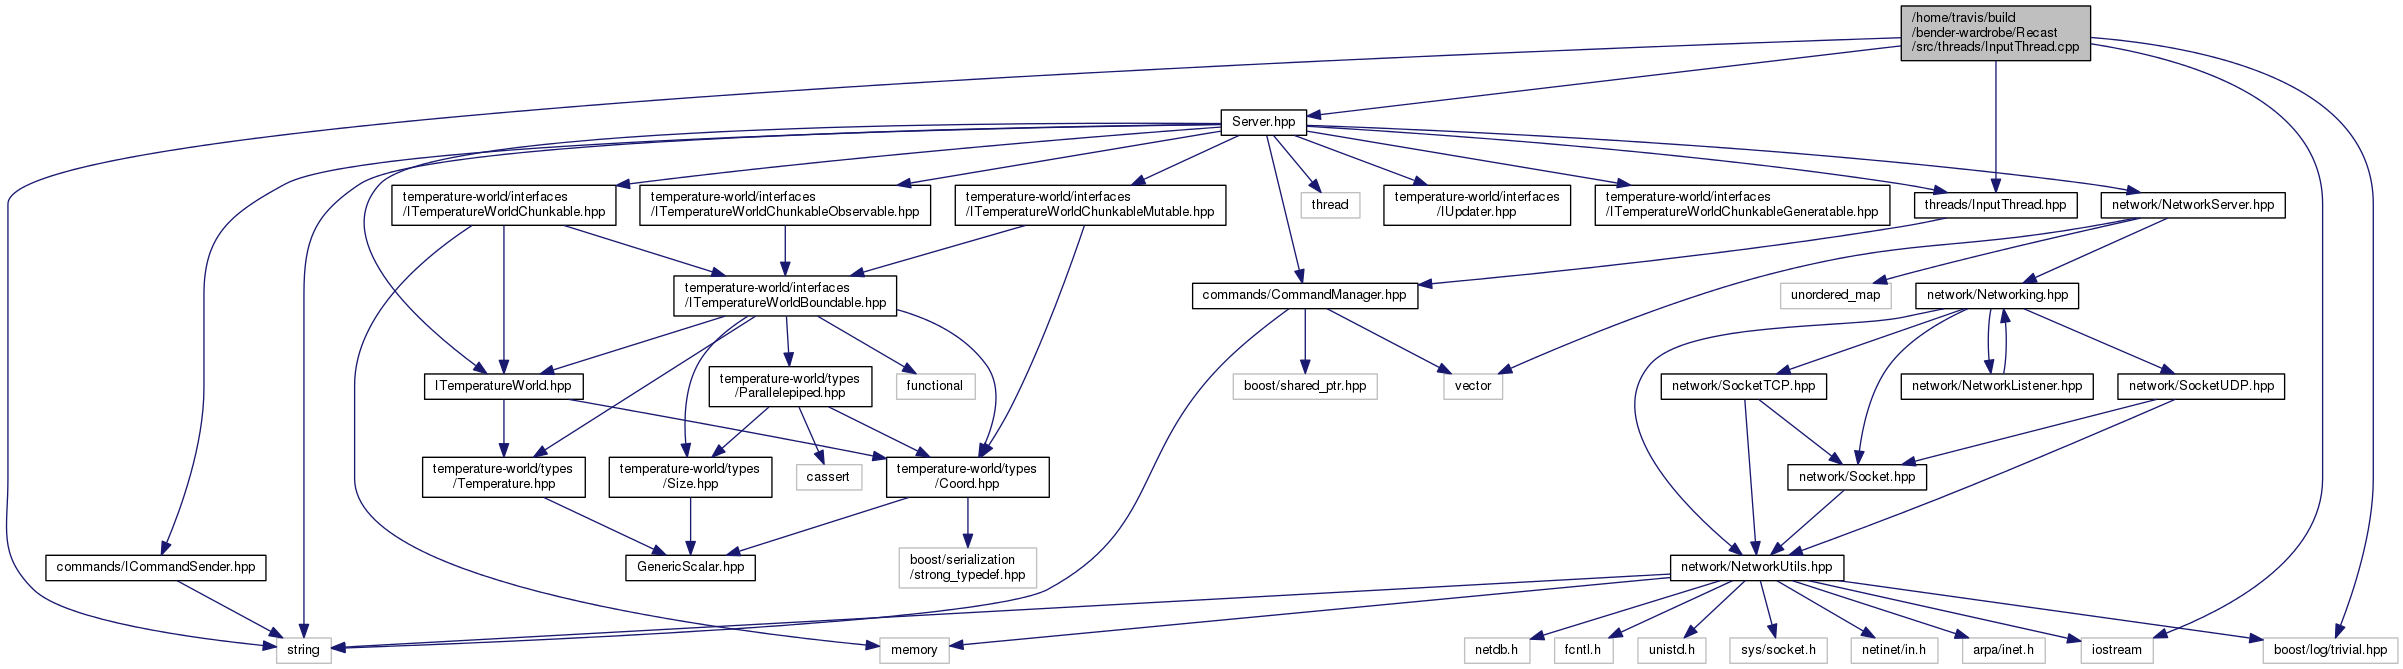 /home/travis/build
/bender-wardrobe/Recast
/src/threads/InputThread.cpp
Server.hpp
temperature-world/interfaces
/ITemperatureWorldChunkable.hpp
temperature-world/interfaces
/ITemperatureWorldChunkableObservable.hpp
temperature-world/interfaces
/ITemperatureWorldChunkableMutable.hpp
thread
temperature-world/interfaces
/IUpdater.hpp
temperature-world/interfaces
/ITemperatureWorldChunkableGeneratable.hpp
threads/InputThread.hpp
network/NetworkServer.hpp
temperature-world/interfaces
/ITemperatureWorldBoundable.hpp
commands/CommandManager.hpp
unordered_map
network/Networking.hpp
ITemperatureWorld.hpp
temperature-world/types
/Parallelepiped.hpp
functional
boost/shared_ptr.hpp
vector
network/SocketTCP.hpp
network/NetworkListener.hpp
network/SocketUDP.hpp
temperature-world/types
/Temperature.hpp
temperature-world/types
/Size.hpp
cassert
temperature-world/types
/Coord.hpp
network/Socket.hpp
commands/ICommandSender.hpp
GenericScalar.hpp
boost/serialization
/strong_typedef.hpp
network/NetworkUtils.hpp
string
memory
netdb.h
fcntl.h
unistd.h
sys/socket.h
netinet/in.h
arpa/inet.h
iostream
boost/log/trivial.hpp